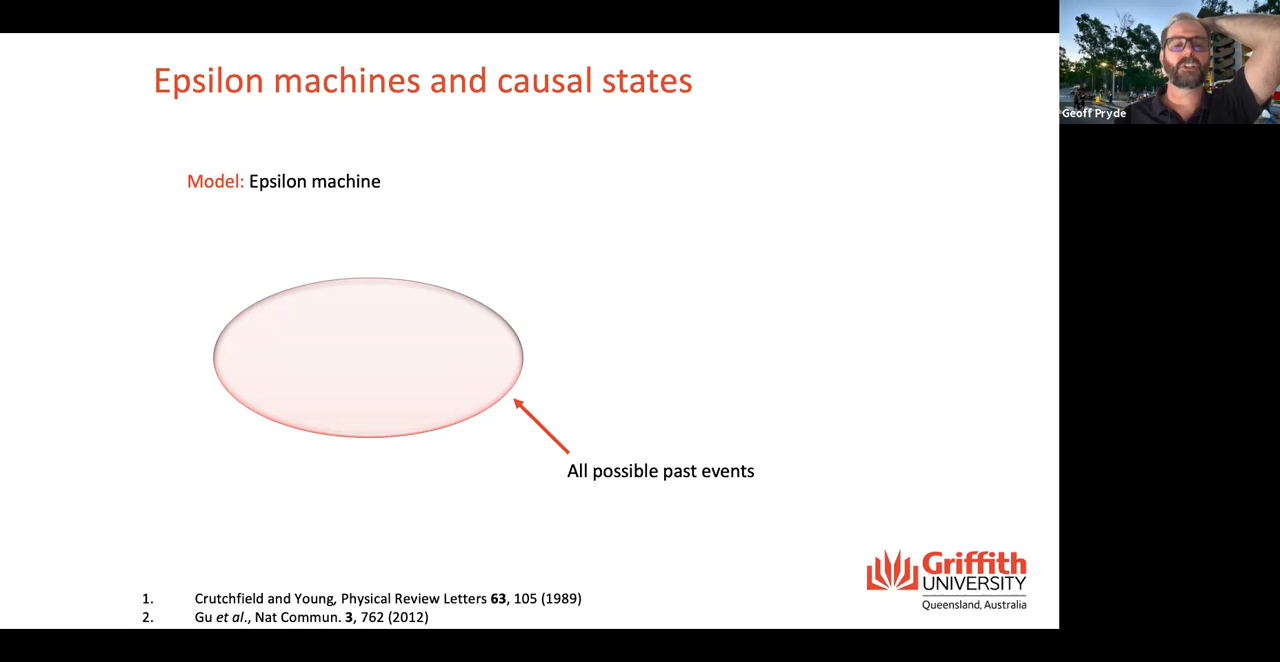 Epsilon machines and causal states
Geoff Pryde
Model: Epsilon machine
All possible past events
Griffith
UNIVERSITY
Queensland, Australia
1. Crutchfield and Young, Physical Review Letters 63, 105 (1989)
2. Gu et al., Nat Commun. 3, 762 (2012)